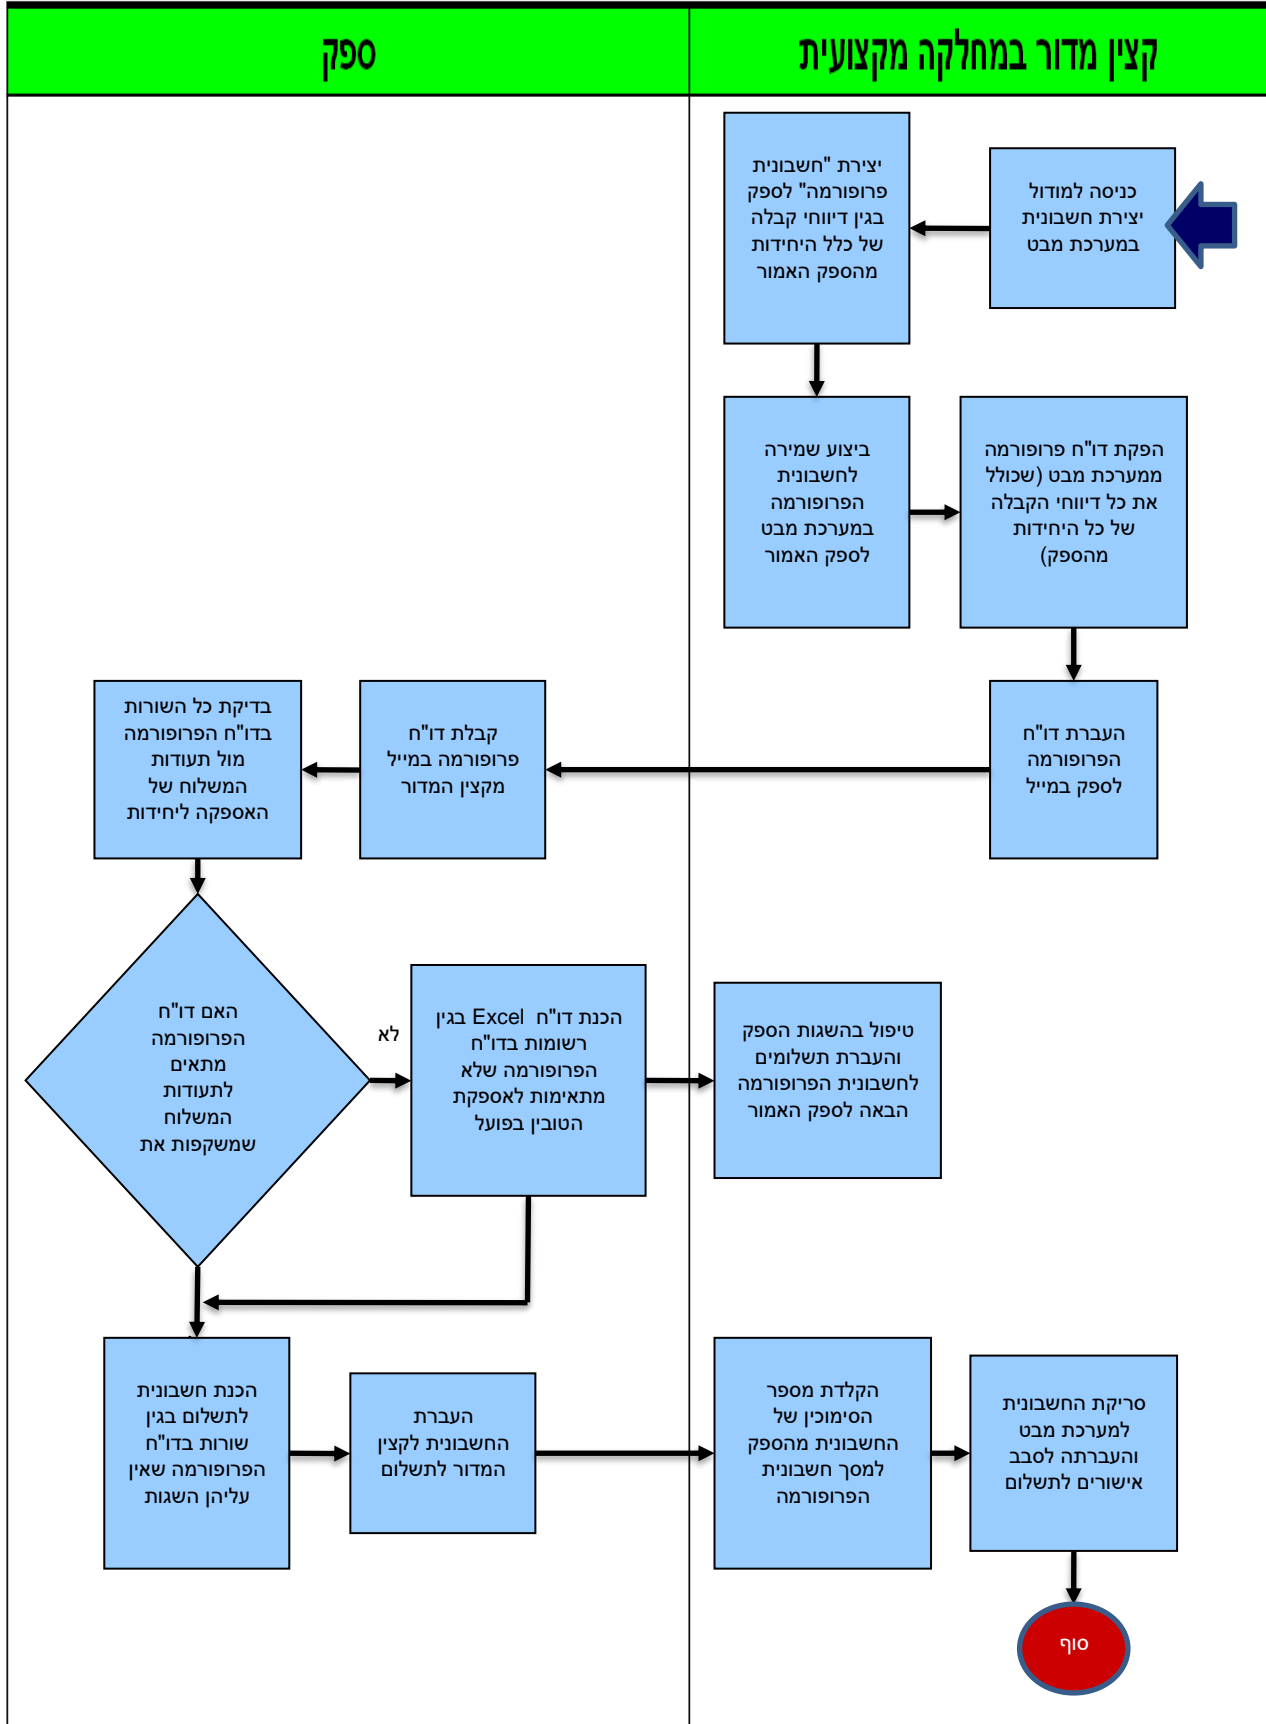 קצין מדור במחלקה מקצועית
ספק
כניסה למודול
יצירת חשבונית
במערכת מבט
יצירת "חשבונית
פרופורמה" לספק
בגין דיווחי קבלה
של כלל היחידות
מהספק האמור
ביצוע שמירה
לחשבונית
הפרופורמה
במערכת מבט
לספק האמור
הפקת דו"ח פרופורמה
ממערכת מבט (שכולל
את כל דיווחי הקבלה
של כל היחידות
מהספק)
העברת דו"ח
הפרופורמה
לספק במייל
קבלת דו"ח
פרופורמה במייל
מקצין המדור
בדיקת כל השורות
בדו"ח הפרופורמה
מול תעודות
המשלוח של
האספקה ליחידות
האם דו"ח
הפרופורמה
מתאים
לתעודות
המשלוח
שמשקפות את
לא
הכנת דו"ח Excel בגין
רשומות בדו"ח
הפרופורמה שלא
מתאימות לאספקת
הטובין בפועל
טיפול בהשגות הספק
והעברת תשלומים
לחשבונית הפרופורמה
הבאה לספק האמור
הכנת חשבונית
לתשלום בגין
שורות בדו"ח
הפרופורמה שאין
עליהן השגות
העברת
החשבונית לקצין
המדור לתשלום
הקלדת מספר
הסימוכין של
החשבונית מהספק
למסך חשבונית
הפרופורמה
סריקת החשבונית
למערכת מבט
והעברתה לסבב
אישורים לתשלום
סוף